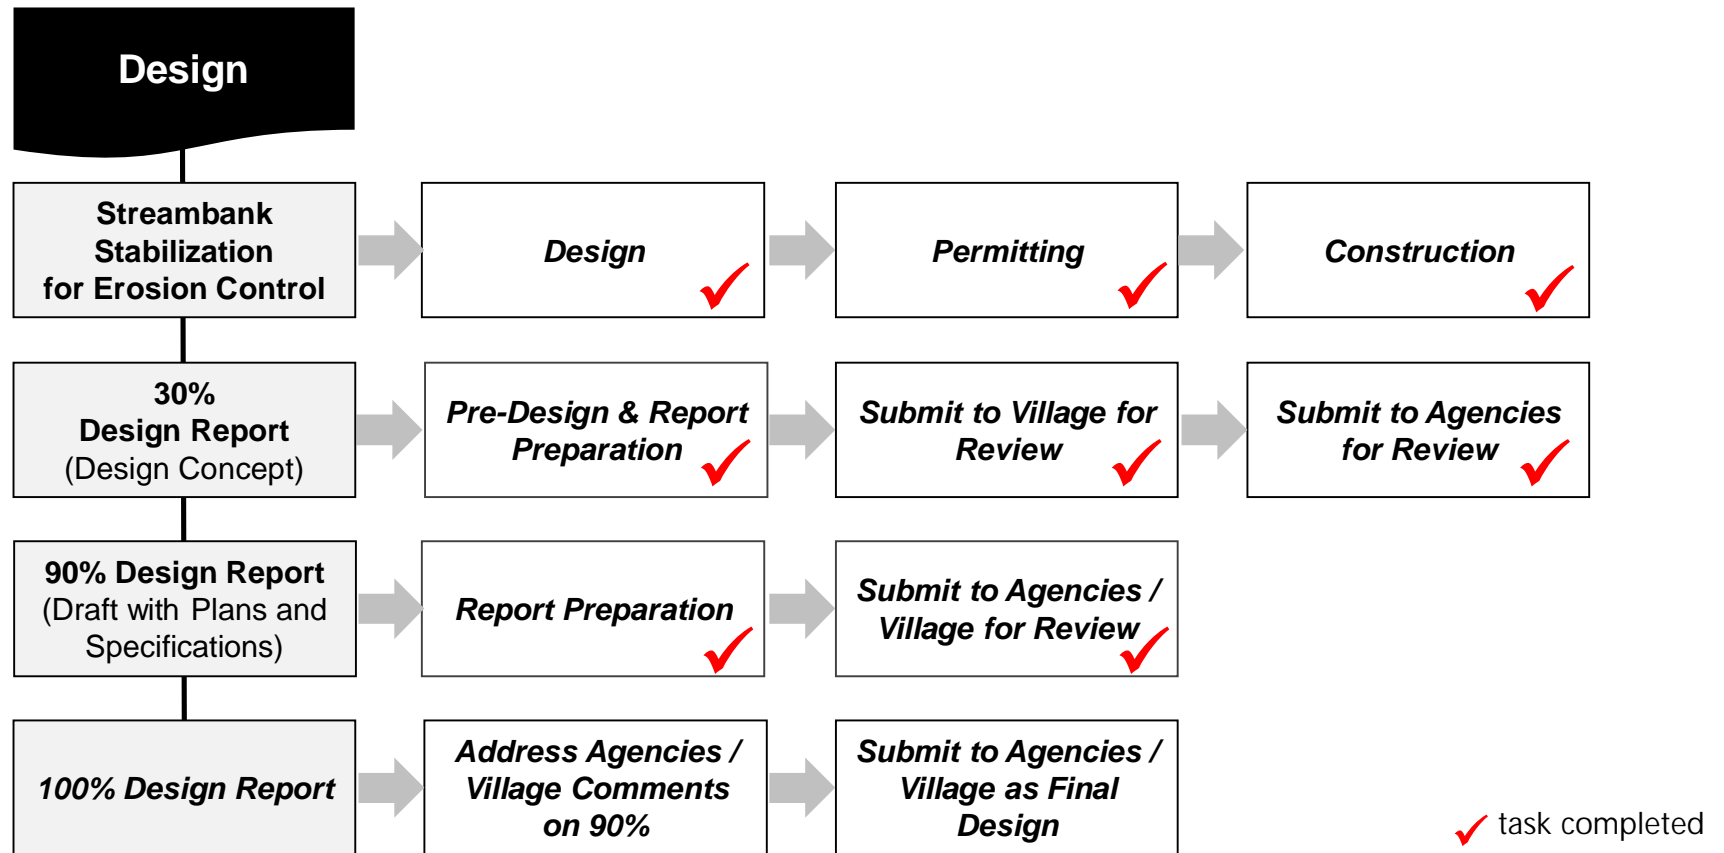 Design
Streambank
Stabilization
for Erosion Control
Design
Permitting
Construction
30%
Design Report
(Design Concept)
Pre-Design & Report
Preparation
Submit to Village for
Review
Submit to Agencies
for Review
90% Design Report
(Draft with Plans and
Specifications)
Report Preparation
Submit to Agencies /
Village for Review
100% Design Report
Address Agencies /
Village Comments
on 90%
Submit to Agencies /
Village as Final
Design
task completed